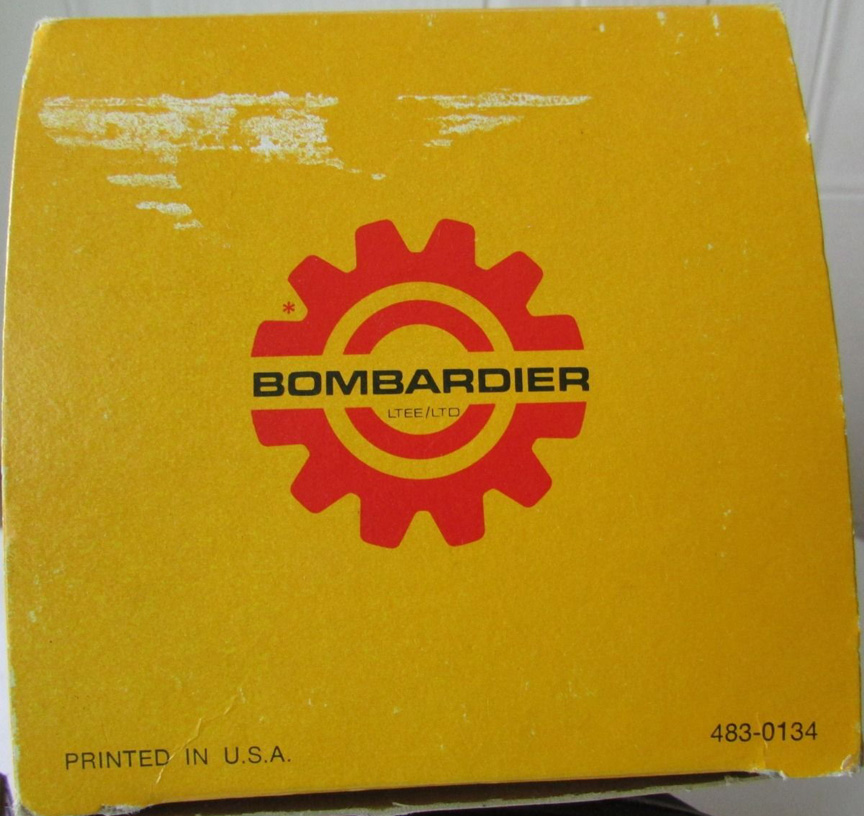 *
BOMBARDIER
LTEE/LTD
483-0134
PRINTED IN U.S.A.